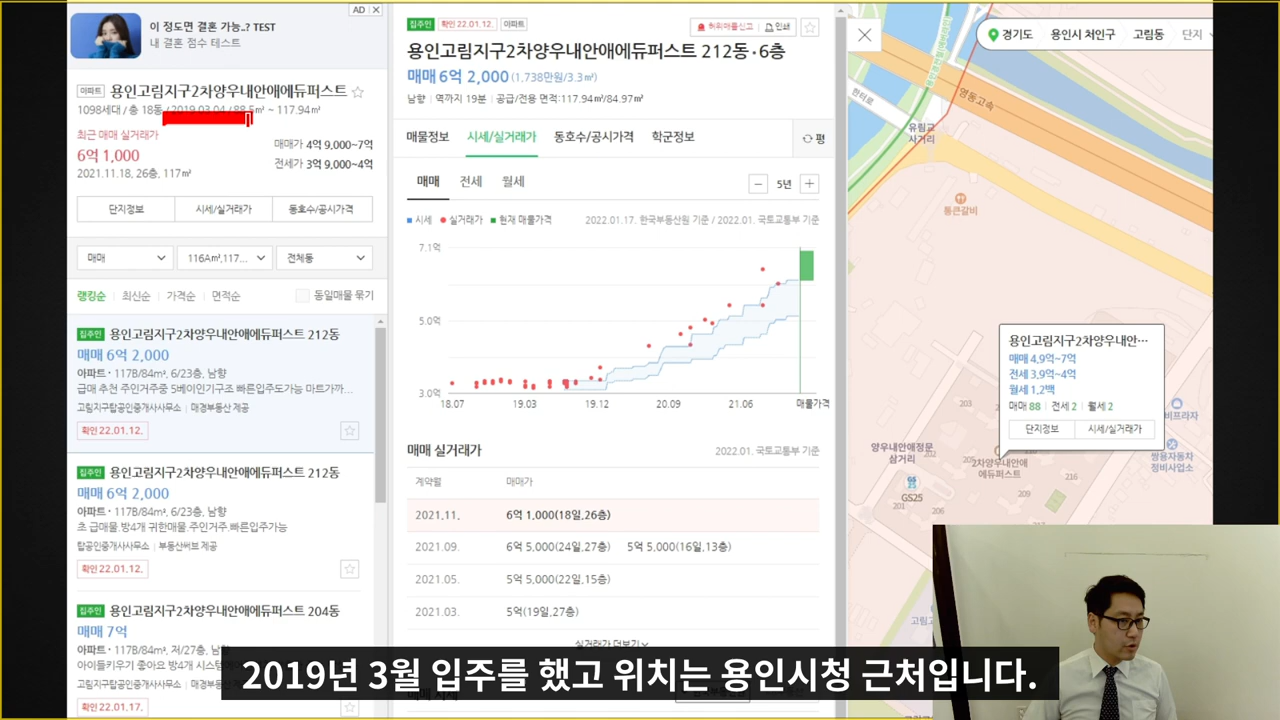 AD
이 정도면 결혼 가능..? TEST
내 결혼 점수 테스트
아파트 용인고림지구2차양우내안애에듀퍼스트
1098세대 / 총 18동 / 2019.03.04 / 88.5㎡ ~ 117.94㎡
최근 매매 실거래가
6억 1,000
2021.11.18, 26층, 117㎡
매매가 4억 9,000~7억
전세가 3억 9,000~4억
단지정보 시세/실거래가 동호수/공시가격
매매 116A㎡,117... 전체동
랭킹순 최신순 가격순 면적순 동일매물 묶기
집주인 용인고림지구2차양우내안애에듀퍼스트 212동
매매 6억 2,000
아파트 · 117B/84㎡, 6/23층, 남향
급매 추천 주인거주중 5베이인기구조 빠른입주도가능 마트가까...
고림지구탑공인중개사사무소 매경부동산 제공
확인 22.01.12.
집주인 용인고림지구2차양우내안애에듀퍼스트 212동
매매 6억 2,000
아파트 · 117B/84㎡, 6/23층, 남향
초 급매물 방4개 귀한매물 주인거주 빠른입주가능
탑공인중개사사무소 부동산써브 제공
확인 22.01.12.
집주인 용인고림지구2차양우내안애에듀퍼스트 204동
매매 7억
아파트 · 117B/84㎡, 저/27층, 남향
아이들키우기 좋아요 방4개 시스템
고림지구탑공인중개사사무소 매경부동
확인 22.01.17.
집주인 확인 22.01.12. 아파트
허위매물신고 인쇄
용인고림지구2차양우내안애에듀퍼스트 212동 · 6층
매매 6억 2,000 (1,738만원/3.3㎡)
남향 역까지 19분 공급/전용 면적:117.94㎡/84.97㎡
매물정보 시세/실거래가 동호수/공시가격 학군정보 평
매매 전세 월세
5년
시세 실거래가 현재 매물가격 2022.01.17. 한국부동산원 기준 / 2022.01. 국토교통부 기준
7.1억
5.0억
3.0억
18.07 19.03 19.12 20.09 21.06 매물가격
매매 실거래가 2022.01. 국토교통부 기준
계약월 매매가
2021.11. 6억 1,000(18일,26층)
2021.09. 6억 5,000(24일,27층) 5억 5,000(16일,13층)
2021.05. 5억 5,000(22일,15층)
2021.03. 5억(19일,27층)
실거래가 더보기
경기도 용인시 처인구 고림동 단지
한터로
영동고속
유림교
사거리
통큰갈비
용인고림지구2차양우내안…
매매 4.9억~7억
전세 3.9억~4억
월세 1.2백
매매 88 전세 2 월세 2
단지정보 시세/실거래가
203
비프라자
양우내안애정문
삼거리
202
2차양우내안애
에듀퍼스트
쌍용자동차
정비사업소
GS
25
GS25
216
209
201
206
2019년 3월 입주를 했고 위치는 용인시청 근처입니다.